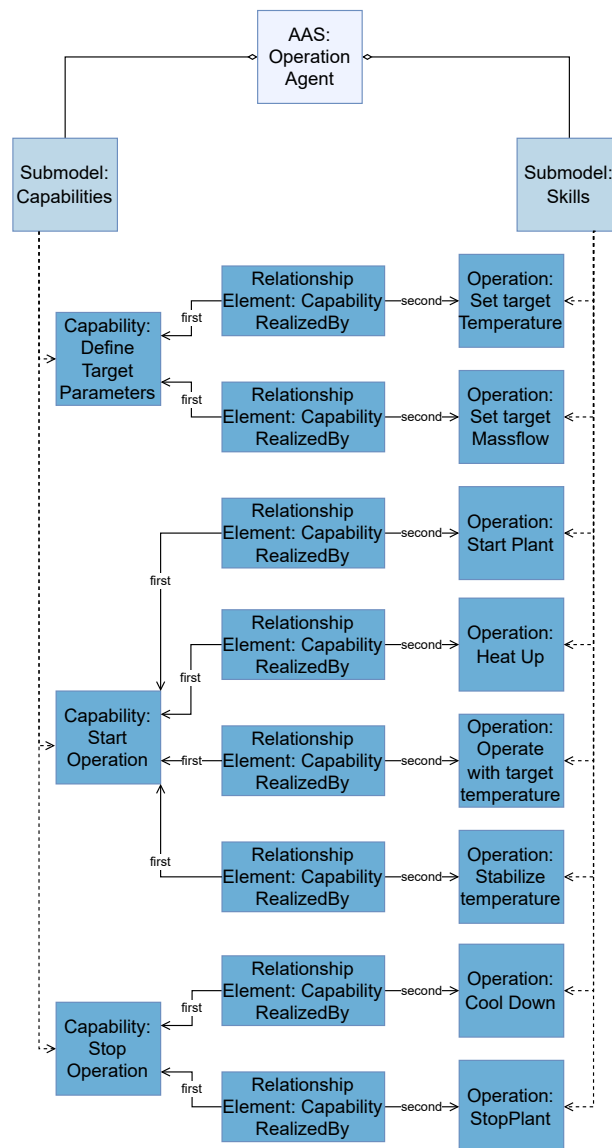 AAS:
Operation
Agent
Submodel:
Capabilities
Submodel:
Skills
Relationship
Element: Capability
RealizedBy
first
second
Operation:
Set target
Temperature
Capability:
Define
Target
Parameters
Relationship
Element: Capability
RealizedBy
first
second
Operation:
Set target
Massflow
Relationship
Element: Capability
RealizedBy
first
second
Operation:
Start Plant
Relationship
Element: Capability
RealizedBy
first
second
Operation:
Heat Up
Capability:
Start
Operation
Relationship
Element: Capability
RealizedBy
first
second
Operation:
Operate
with target
temperature
Relationship
Element: Capability
RealizedBy
first
second
Operation:
Stabilize
temperature
Relationship
Element: Capability
RealizedBy
first
second
Operation:
Cool Down
Capability:
Stop
Operation
Relationship
Element: Capability
RealizedBy
first
second
Operation:
StopPlant